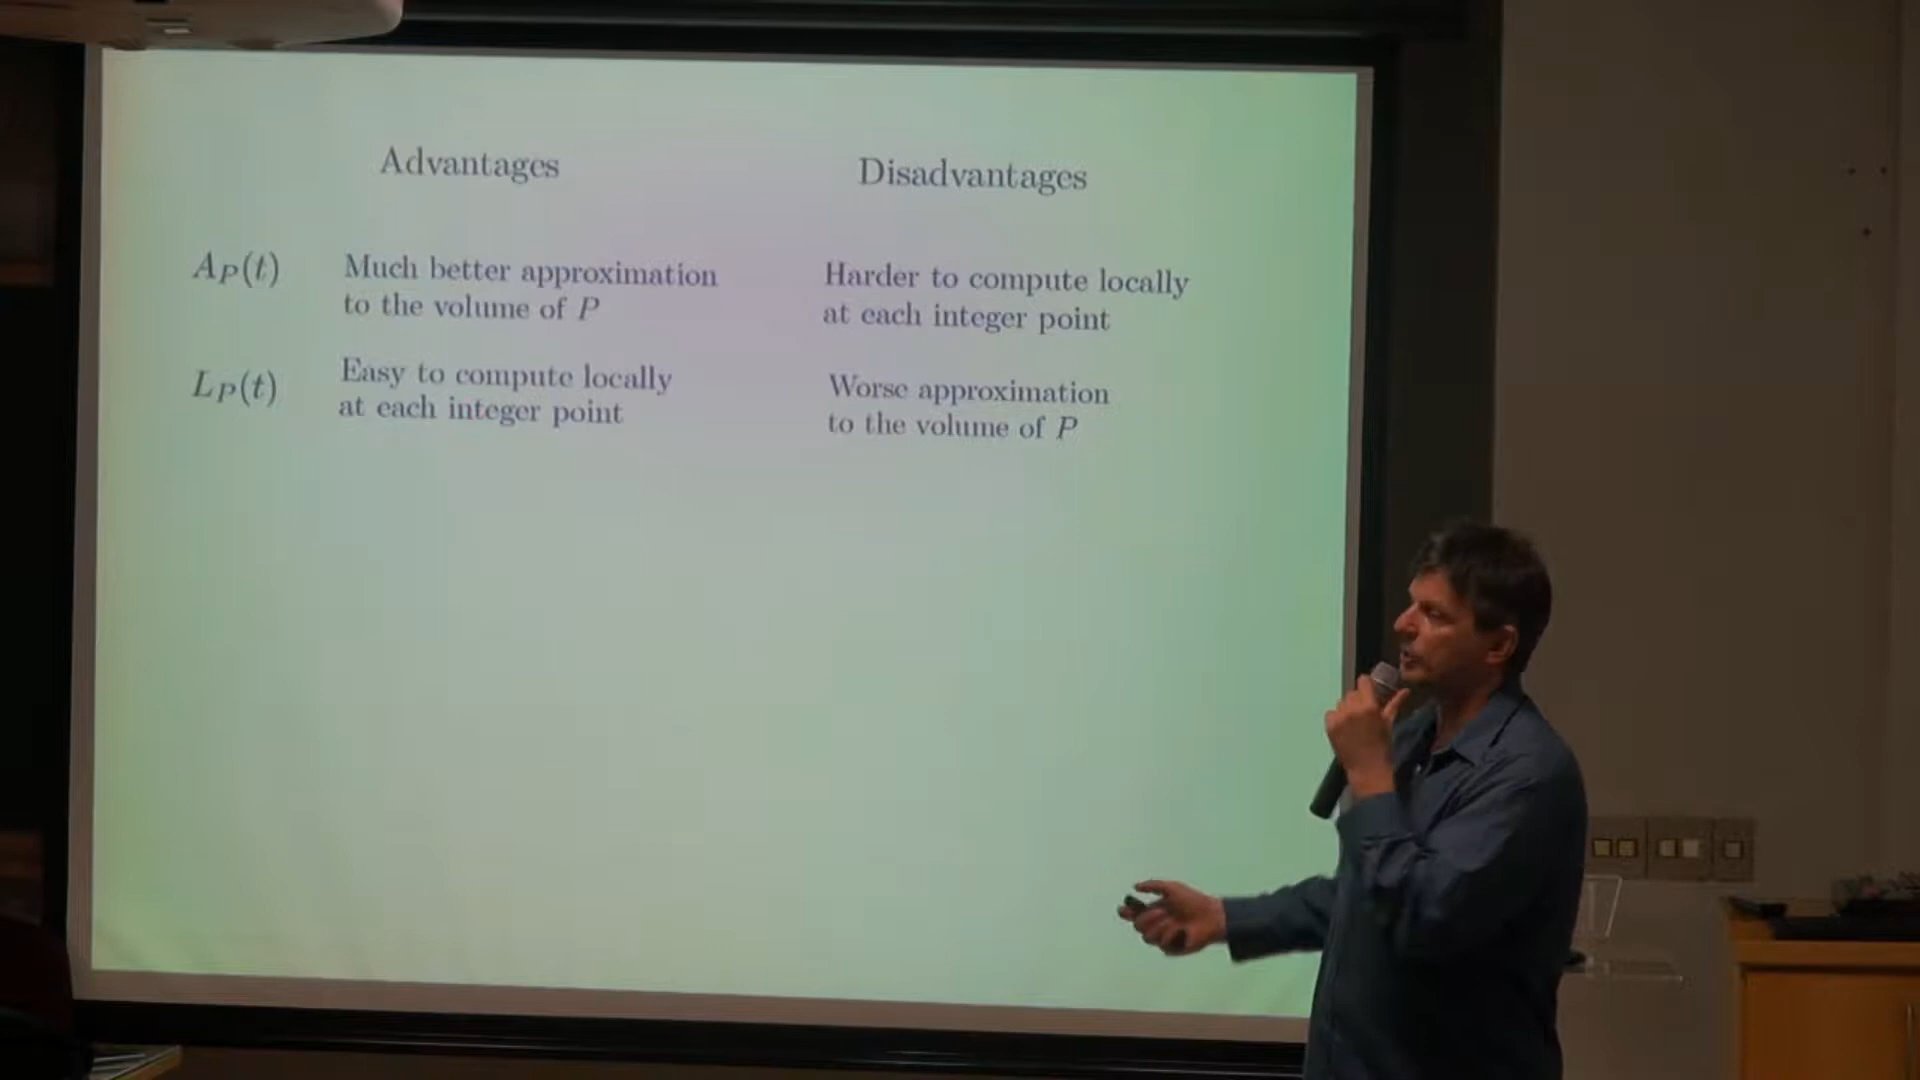 Advantages Disadvantages
A_P(t) Much better approximation Harder to compute locally
to the volume of P at each integer point
L_P(t) Easy to compute locally Worse approximation
at each integer point to the volume of P